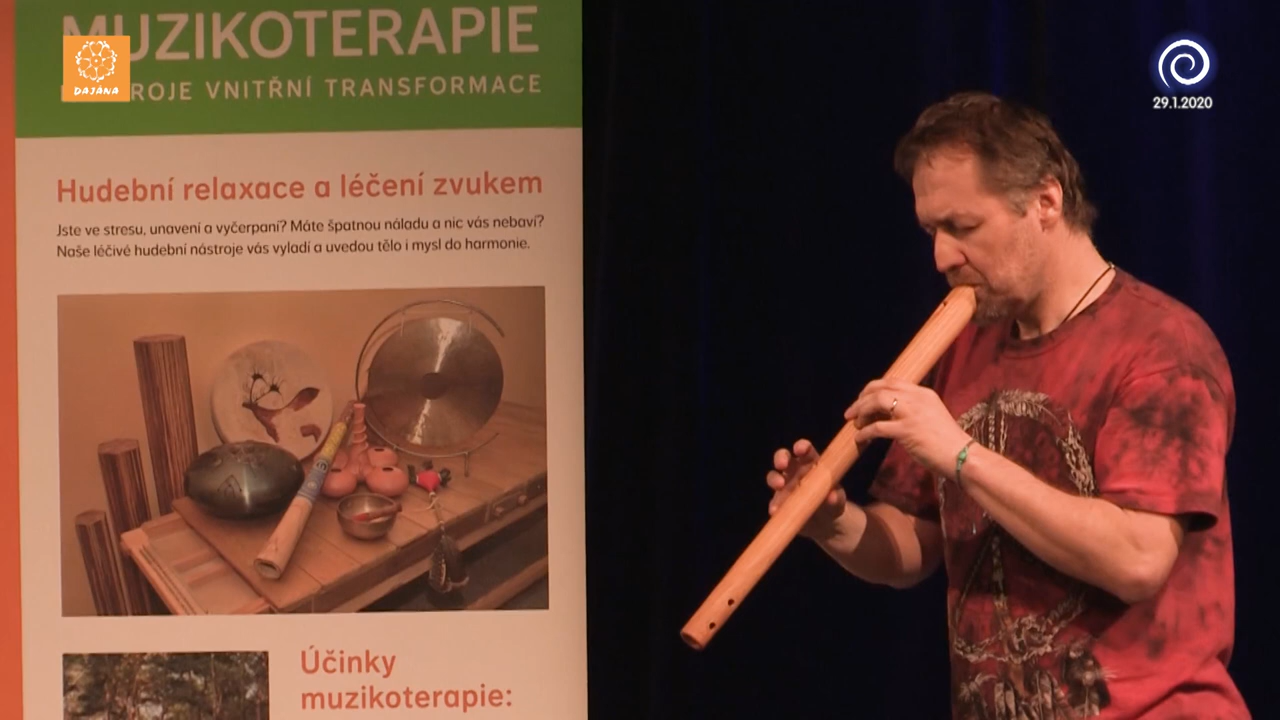 MUZIKOTERAPIE
DAJÁNA
ROJE VNITŘNÍ TRANSFORMACE
29.1.2020
Hudební relaxace a léčení zvukem
Jste ve stresu, unavení a vyčerpaní? Máte špatnou náladu a nic vás nebaví?
Naše léčivé hudební nástroje vás vyladí a uvedou tělo i mysl do harmonie.
Účinky
muzikoterapie: